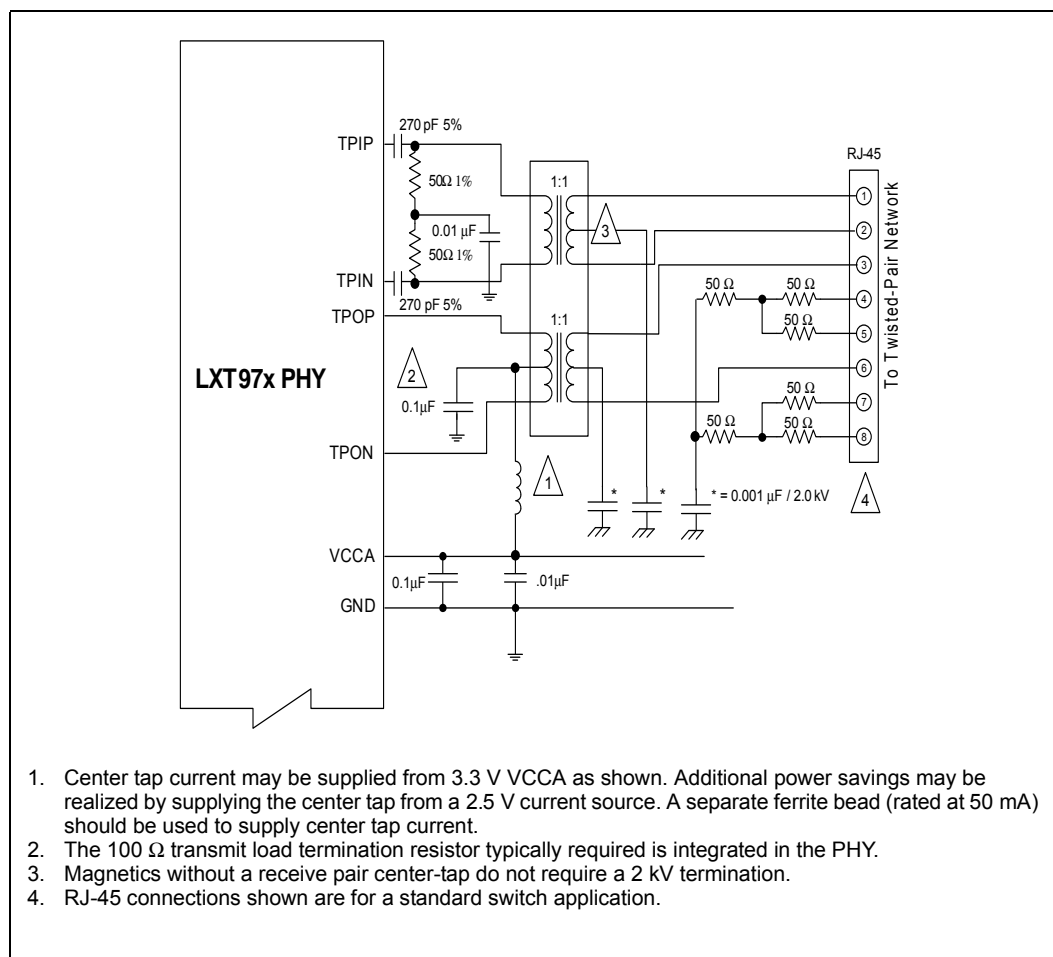 270 pF 5%
TPIP
RJ-45
50Ω 1%
1:1
1
3
2
0.01 µF
50Ω 1%
3
TPIN
270 pF 5%
50 Ω
50 Ω
4
TPOP
1:1
50 Ω
5
To Twisted-Pair Network
LXT97x PHY
2
6
50 Ω
7
0.1µF
50 Ω
50 Ω
8
TPON
1
*
*
* = 0.001 µF / 2.0 kV
4
VCCA
0.1µF
.01µF
GND
1. Center tap current may be supplied from 3.3 V VCCA as shown. Additional power savings may be
realized by supplying the center tap from a 2.5 V current source. A separate ferrite bead (rated at 50 mA)
should be used to supply center tap current.
2. The 100 Ω transmit load termination resistor typically required is integrated in the PHY.
3. Magnetics without a receive pair center-tap do not require a 2 kV termination.
4. RJ-45 connections shown are for a standard switch application.